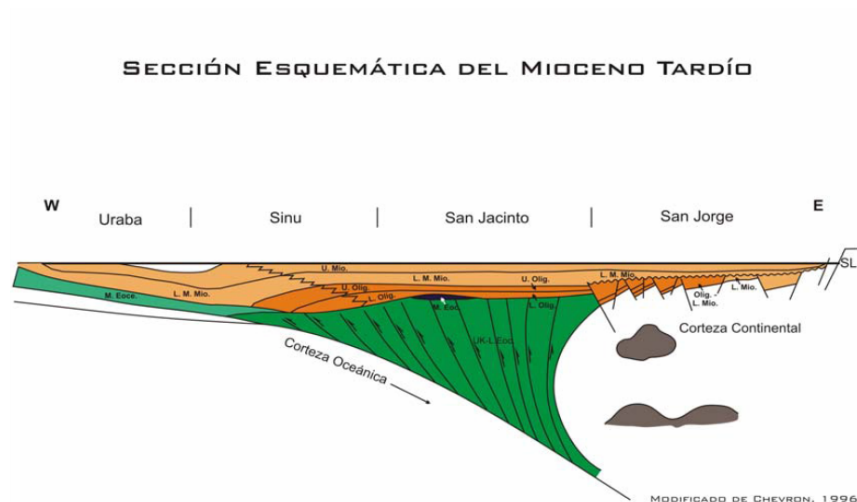 SECCIÓN ESQUEMÁTICA DEL MIOCENO TARDÍO
W
E
Uraba | Sinu | San Jacinto | San Jorge
SL
U. Mio.
L. M. Mio.
U. Olig.
L. M. Mio.
L. Mio.
U. Olig.
L. M. Mio.
Olig. - L. Mio.
L. Olig.
M. Eoce.
M. Eoc.
L. Olig.
Corteza Continental
UK-L.Eoc.
Corteza Oceánica
MODIFICADO DE CHEVRON, 1996